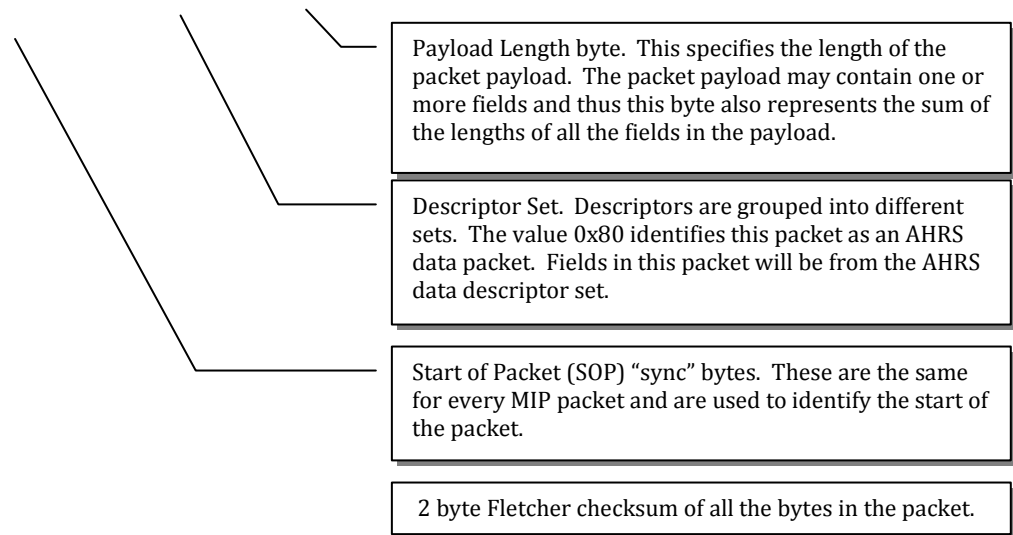 Payload Length byte.  This specifies the length of the
packet payload.  The packet payload may contain one or
more fields and thus this byte also represents the sum of
the lengths of all the fields in the payload.
Descriptor Set.  Descriptors are grouped into different
sets.  The value 0x80 identifies this packet as an AHRS
data packet.  Fields in this packet will be from the AHRS
data descriptor set.
Start of Packet (SOP) “sync” bytes.  These are the same
for every MIP packet and are used to identify the start of
the packet.
2 byte Fletcher checksum of all the bytes in the packet.